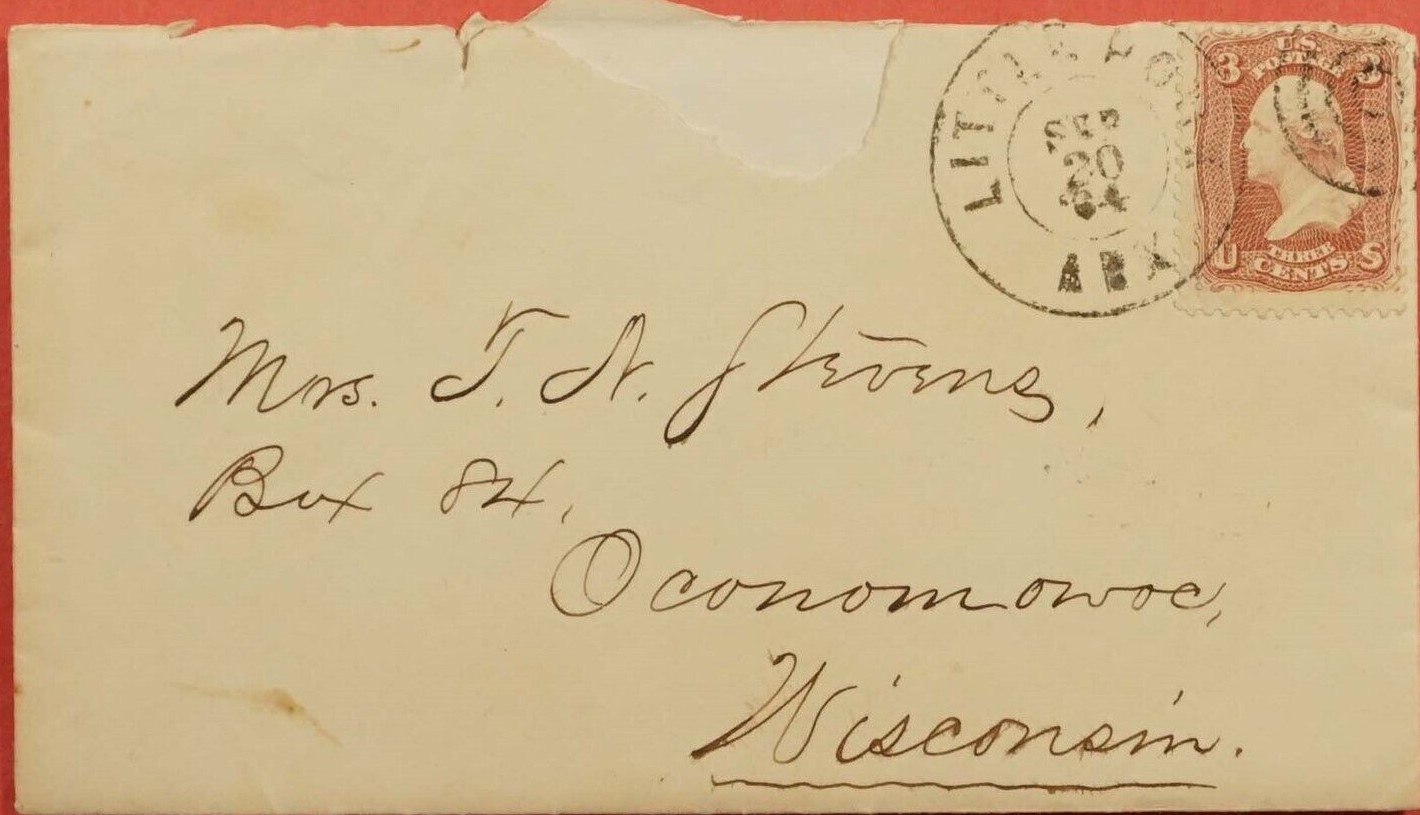 LITTLE ROCK
SEP
20
64
ARK
U.S.
POSTAGE
3 3
THREE
U CENTS S
Mrs. T. N. Stevens,
Box 84,
Oconomowoc,
Wisconsin.